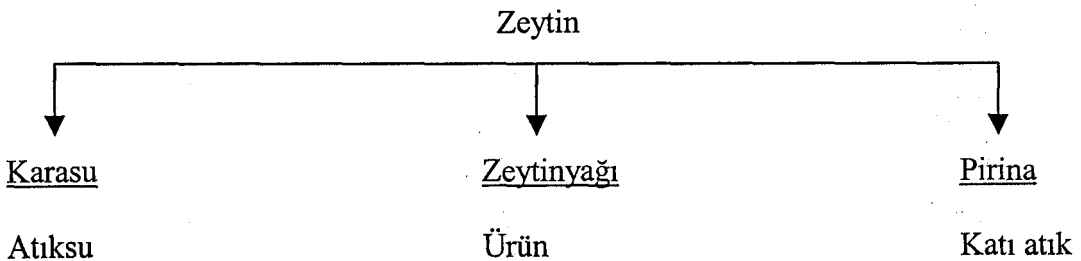 Zeytin
Karasu Zeytinyağı Pirina
Atıksu Ürün Katı atık